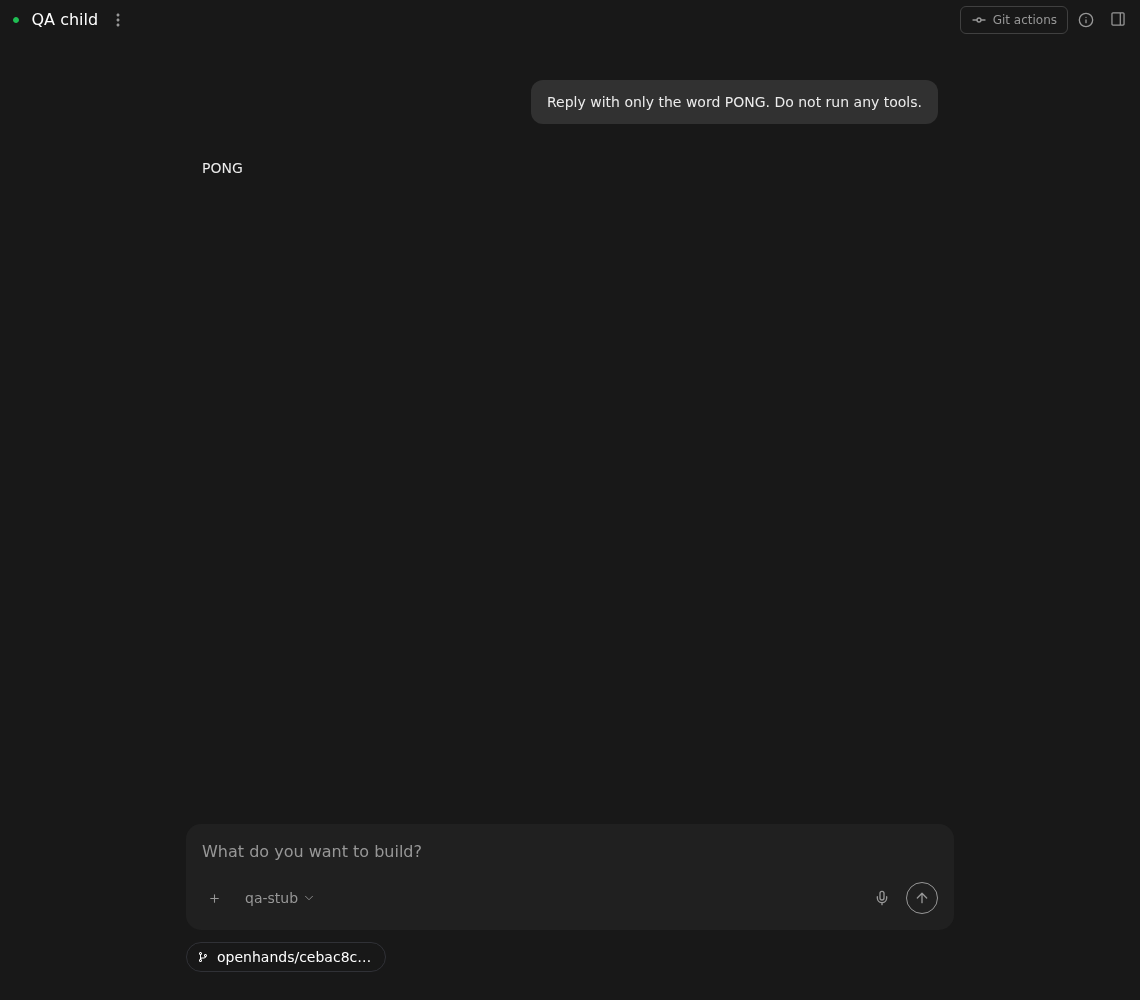 QA child
Git actions
Reply with only the word PONG. Do not run any tools.
PONG
What do you want to build?
qa-stub
openhands/cebac8c...